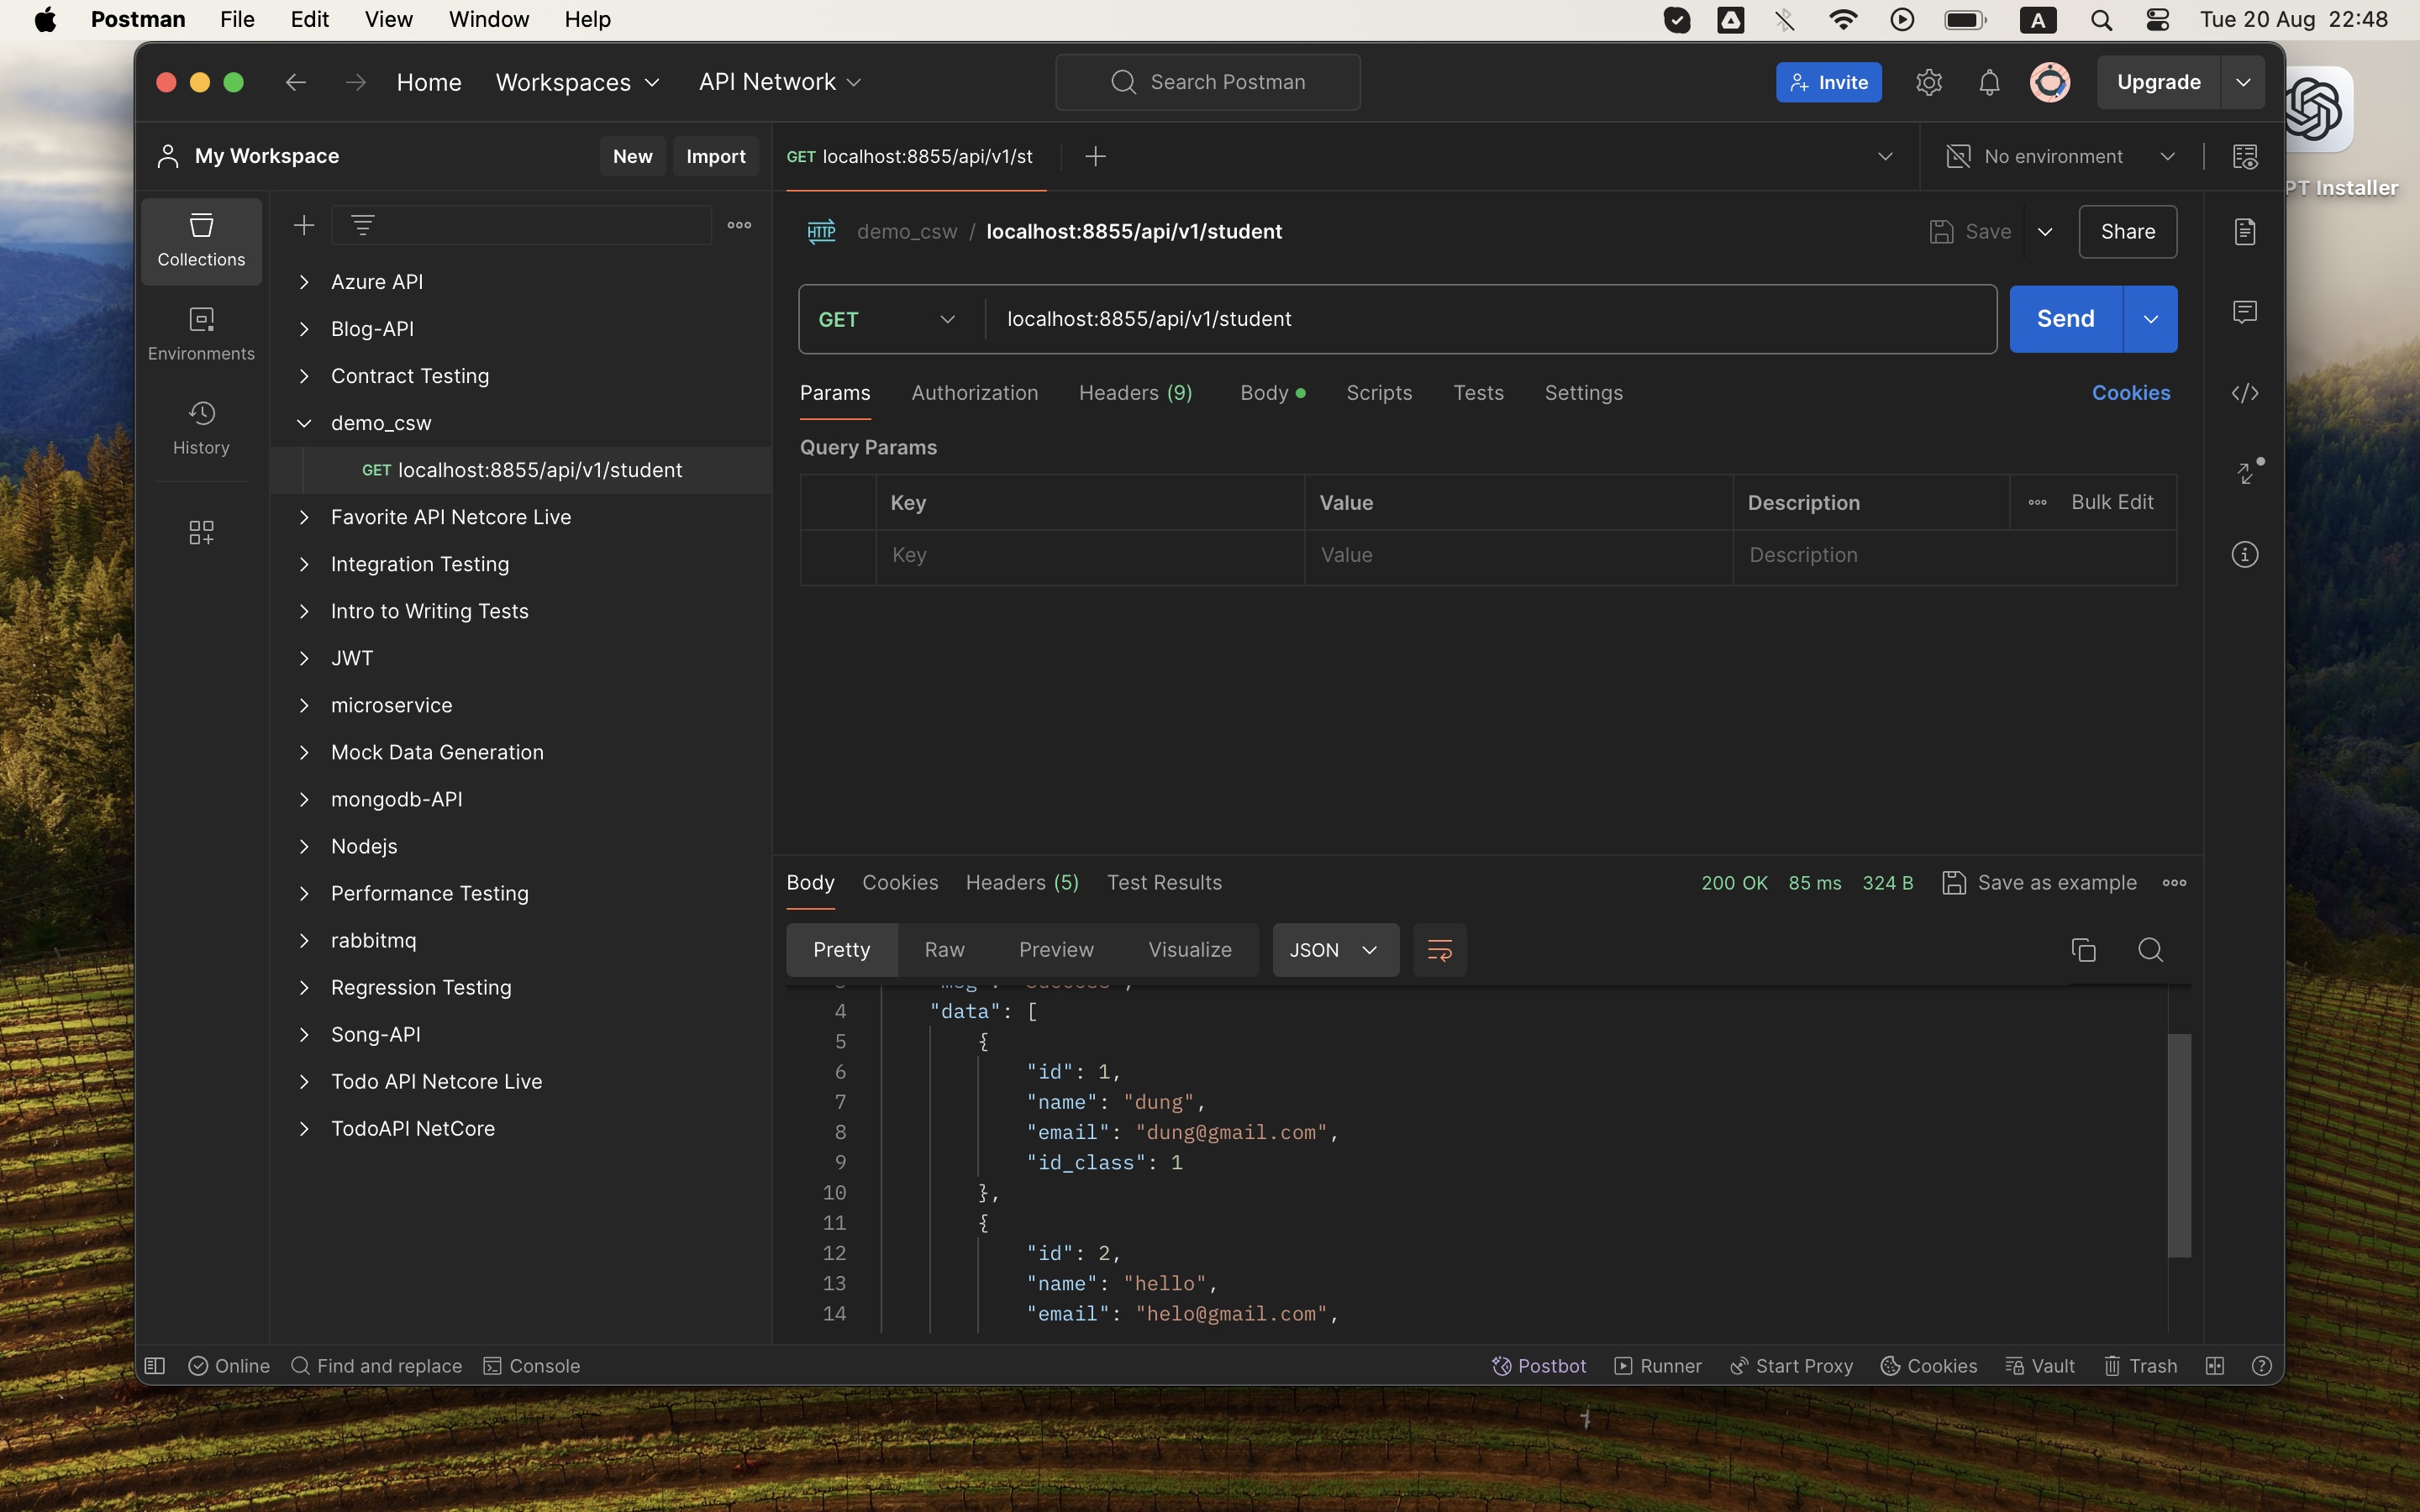 Postman File Edit View Window Help A Tue 20 Aug 22:48
Home Workspaces API Network Search Postman Invite Upgrade
PT Installer
My Workspace New Import
GET localhost:8855/api/v1/st
No environment
Collections
Environments
History
Azure API
Blog-API
Contract Testing
demo_csw
GET localhost:8855/api/v1/student
Favorite API Netcore Live
Integration Testing
Intro to Writing Tests
JWT
microservice
Mock Data Generation
mongodb-API
Nodejs
Performance Testing
rabbitmq
Regression Testing
Song-API
Todo API Netcore Live
TodoAPI NetCore
HTTP demo_csw / localhost:8855/api/v1/student Save Share
GET localhost:8855/api/v1/student Send
Params Authorization Headers (9) Body Scripts Tests Settings Cookies
Query Params
Key Value Description Bulk Edit
Key Value Description
Body Cookies Headers (5) Test Results 200 OK 85 ms 324 B Save as example
Pretty Raw Preview Visualize JSON
4 "data": [
5 {
6 "id": 1,
7 "name": "dung",
8 "email": "dung@gmail.com",
9 "id_class": 1
10 },
11 {
12 "id": 2,
13 "name": "hello",
14 "email": "helo@gmail.com",
Online Find and replace Console Postbot Runner Start Proxy Cookies Vault Trash